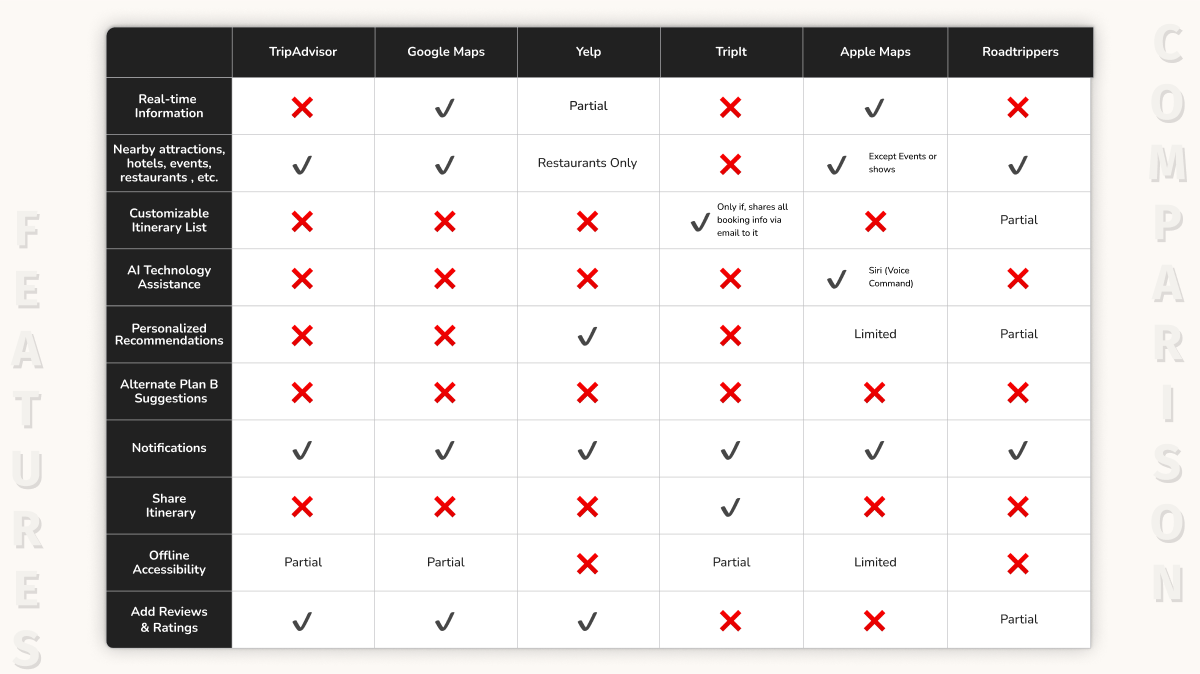 FEATURES
COMPARISON
TripAdvisor Google Maps Yelp TripIt Apple Maps Roadtrippers
Real-time
Information
❌ ✔ Partial ❌ ✔ ❌
Nearby attractions,
hotels, events,
restaurants , etc.
✔ ✔ Restaurants Only ❌ ✔ Except Events or
shows
✔
Customizable
Itinerary List
❌ ❌ ❌ ✔ Only if, shares all
booking info via
email to it
❌ Partial
AI Technology
Assistance
❌ ❌ ❌ ❌ ✔ Siri (Voice
Command)
❌
Personalized
Recommendations
❌ ❌ ✔ ❌ Limited Partial
Alternate Plan B
Suggestions
❌ ❌ ❌ ❌ ❌ ❌
Notifications
✔ ✔ ✔ ✔ ✔ ✔
Share
Itinerary
❌ ❌ ❌ ✔ ❌ ❌
Offline
Accessibility
Partial Partial ❌ Partial Limited ❌
Add Reviews
& Ratings
✔ ✔ ✔ ❌ ❌ Partial